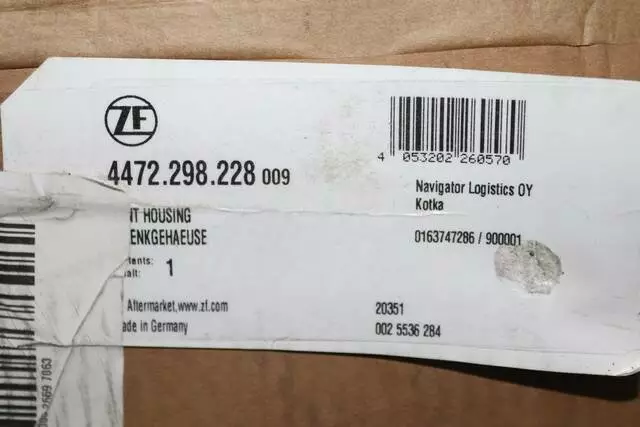 ZF
4 053202 260570
4472.298.228 009
Navigator Logistics OY
Kotka
NT HOUSING
ENKGEHAEUSE
0163747286 / 900001
tents:
alt: 1
Aftermarket,www.zf.com
20351
ade in Germany
002 5536 284